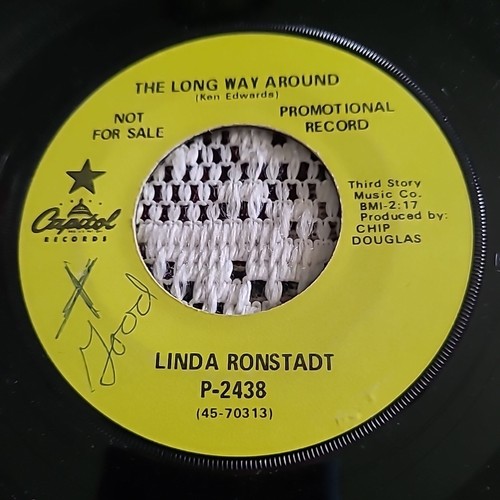 THE LONG WAY AROUND
(Ken Edwards)
NOT
FOR SALE
PROMOTIONAL
RECORD
Third Story
Music Co.
BMI-2:17
Produced by:
CHIP
DOUGLAS
Capitol
RECORDS
X
Good
LINDA RONSTADT
P-2438
(45-70313)